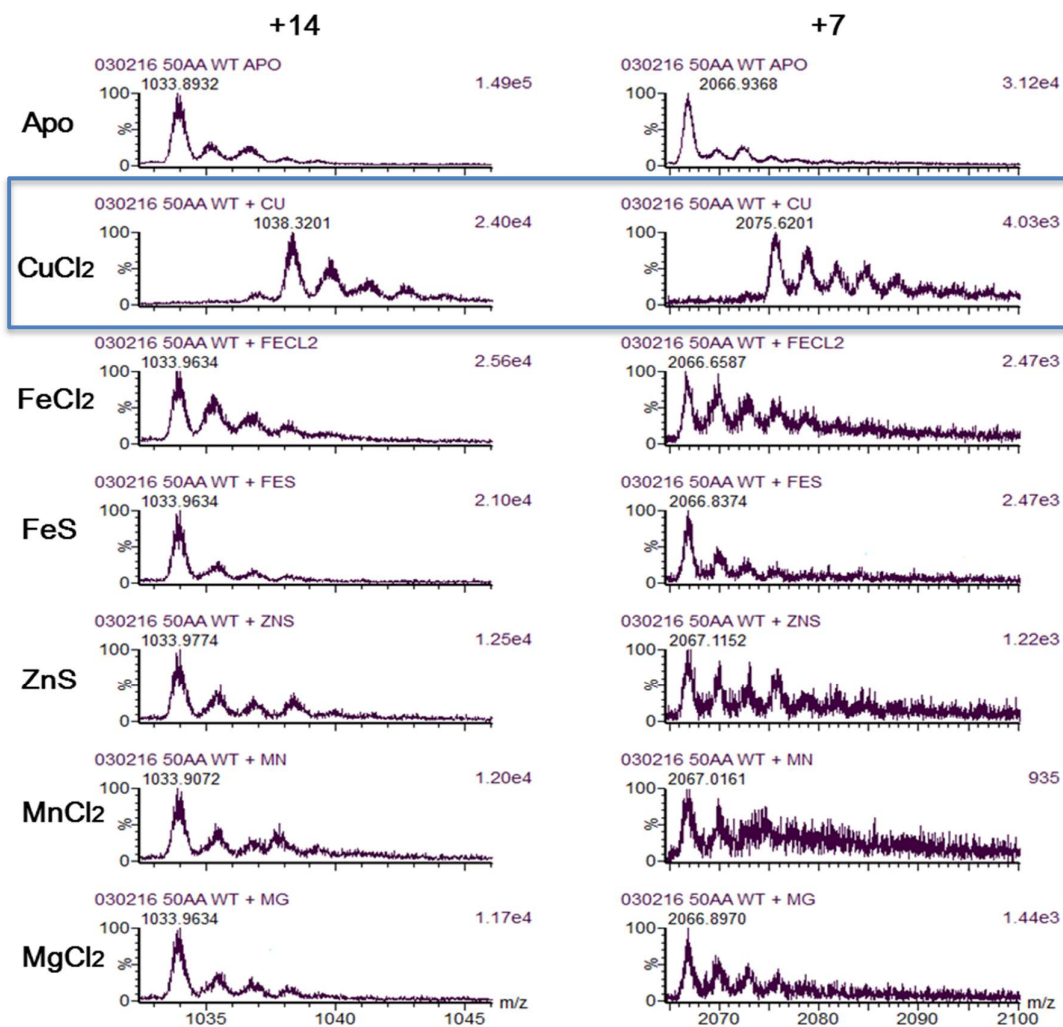 +14 +7
Apo
030216 50AA WT APO
1033.8932 1.49e5
100
%
0
030216 50AA WT APO
2066.9368 3.12e4
100
%
0
CuCl2
030216 50AA WT + CU
1038.3201 2.40e4
100
%
0
030216 50AA WT + CU
2075.6201 4.03e3
100
%
0
FeCl2
030216 50AA WT + FECL2
1033.9634 2.56e4
100
%
0
030216 50AA WT + FECL2
2066.6587 2.47e3
100
%
0
FeS
030216 50AA WT + FES
1033.9634 2.10e4
100
%
0
030216 50AA WT + FES
2066.8374 2.47e3
100
%
0
ZnS
030216 50AA WT + ZNS
1033.9774 1.25e4
100
%
0
030216 50AA WT + ZNS
2067.1152 1.22e3
100
%
0
MnCl2
030216 50AA WT + MN
1033.9072 1.20e4
100
%
0
030216 50AA WT + MN
2067.0161 935
100
%
0
MgCl2
030216 50AA WT + MG
1033.9634 1.17e4
100
%
0
m/z
1035 1040 1045
030216 50AA WT + MG
2066.8970 1.44e3
100
%
0
m/z
2070 2080 2090 2100